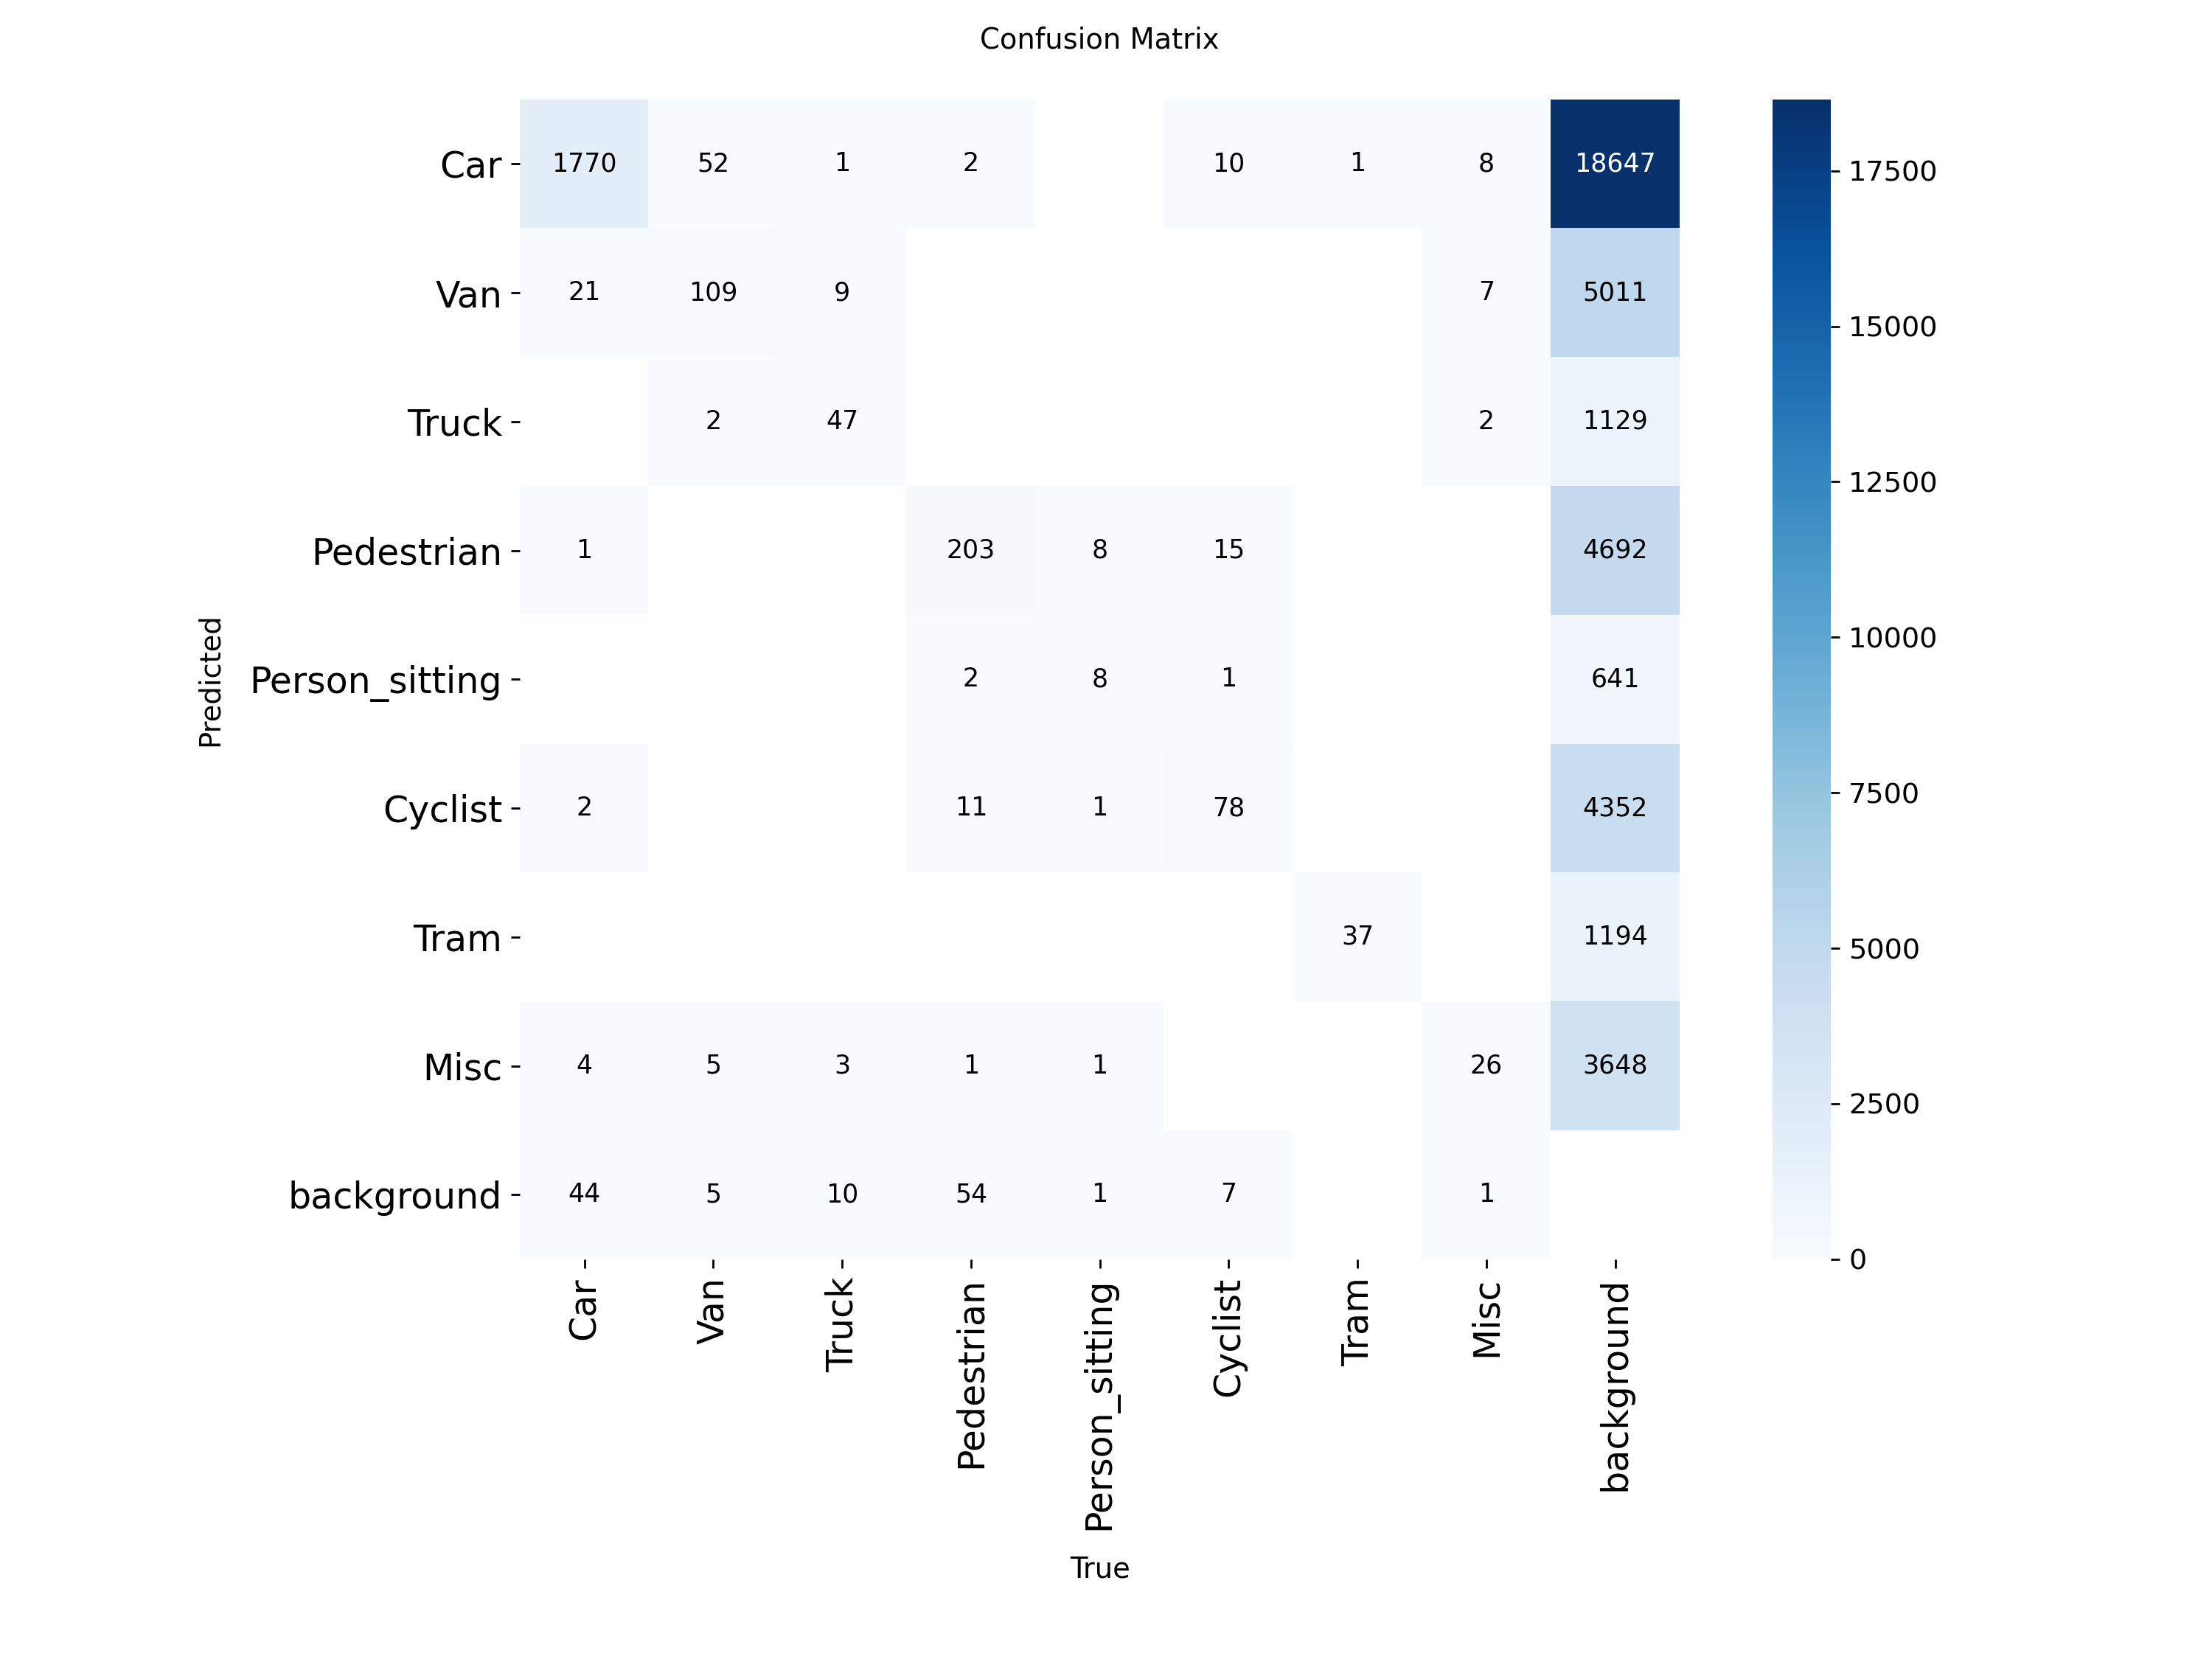 Confusion Matrix
Car 1770 52 1 2 10 1 8 18647
Van 21 109 9 7 5011
Truck 2 47 2 1129
Pedestrian 1 203 8 15 4692
Person_sitting 2 8 1 641
Cyclist 2 11 1 78 4352
Tram 37 1194
Misc 4 5 3 1 1 26 3648
background 44 5 10 54 1 7 1
Predicted
Car Van Truck Pedestrian Person_sitting Cyclist Tram Misc background
True
17500
15000
12500
10000
7500
5000
2500
0